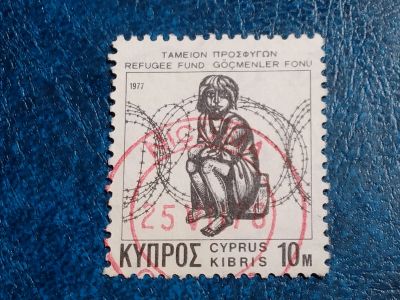 ΤΑΜΕΙΟΝ ΠΡΟΣΦΥΓΩΝ
REFUGEE FUND GÖÇMENLER FONU
1977
ΚΥΠΡΟΣ CYPRUS KIBRIS 10M